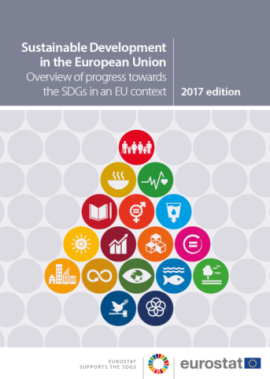 Sustainable Development
in the European Union
Overview of progress towards
the SDGs in an EU context
2017 edition
EUROSTAT
SUPPORTS THE SDGS
eurostat